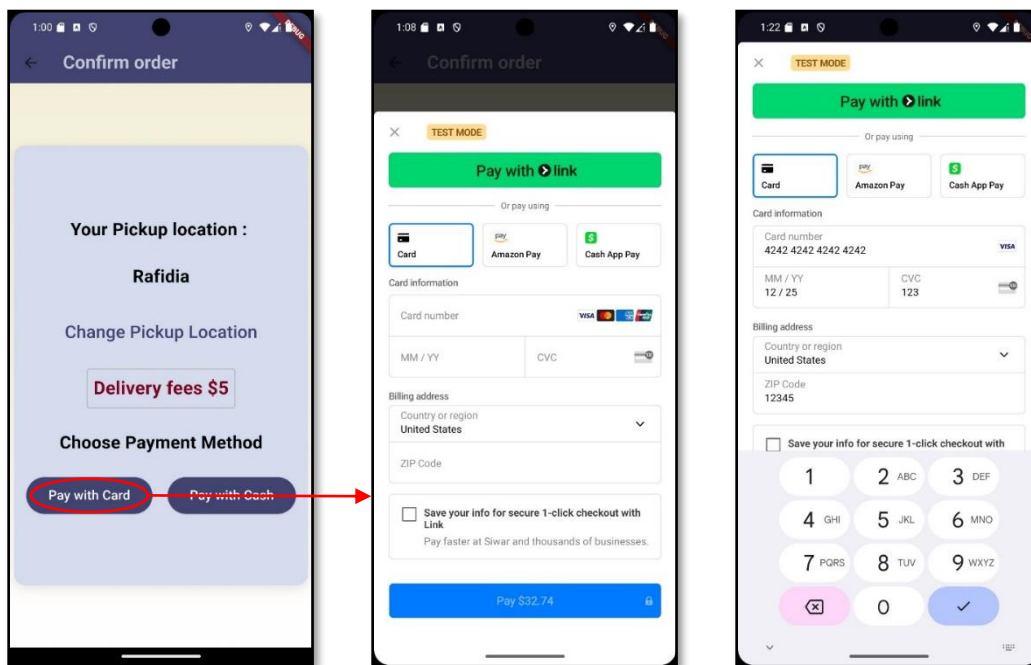 1:00
DEBUG
Confirm order
Your Pickup location :
Rafidia
Change Pickup Location
Delivery fees $5
Choose Payment Method
Pay with Card
Pay with Cash
1:08
Confirm order
TEST MODE
Pay with link
Or pay using
Card
pay
Amazon Pay
Cash App Pay
Card information
Card number
VISA
MM / YY
CVC
Billing address
Country or region
United States
ZIP Code
Save your info for secure 1-click checkout with
Link
Pay faster at Siwar and thousands of businesses.
Pay $32.74
1:22
TEST MODE
Pay with link
Or pay using
Card
pay
Amazon Pay
Cash App Pay
Card information
Card number
4242 4242 4242 4242
VISA
MM / YY
12 / 25
CVC
123
Billing address
Country or region
United States
ZIP Code
12345
Save your info for secure 1-click checkout with
1
2 ABC
3 DEF
4 GHI
5 JKL
6 MNO
7 PQRS
8 TUV
9 WXYZ
0